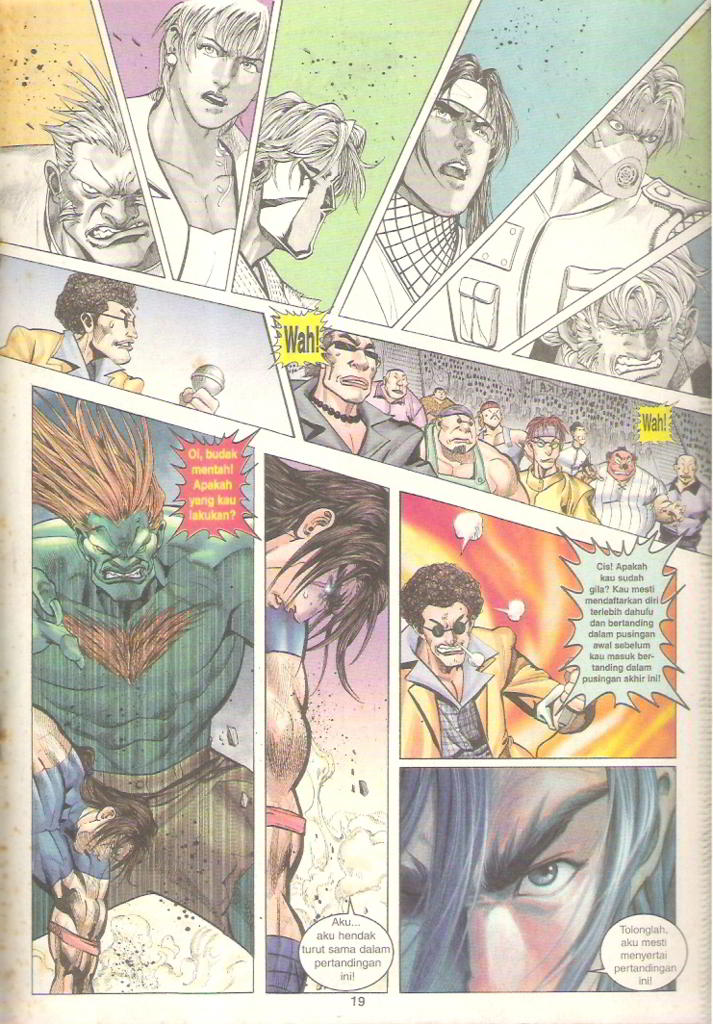 Wah!
Wah!
Oi, budak
mentah!
Apakah
yang kau
lakukan?
Aku...
aku hendak
turut sama dalam
pertandingan
ini!
Cis! Apakah
kau sudah
gila? Kau mesti
mendaftarkan diri
terlebih dahufu
dan bertanding
dalam pusingan
awal sebelum
kau masuk ber-
tanding dalam
pusingan akhir ini!
Tolonglah,
aku mesti
menyertai
pertandingan
ini!
19